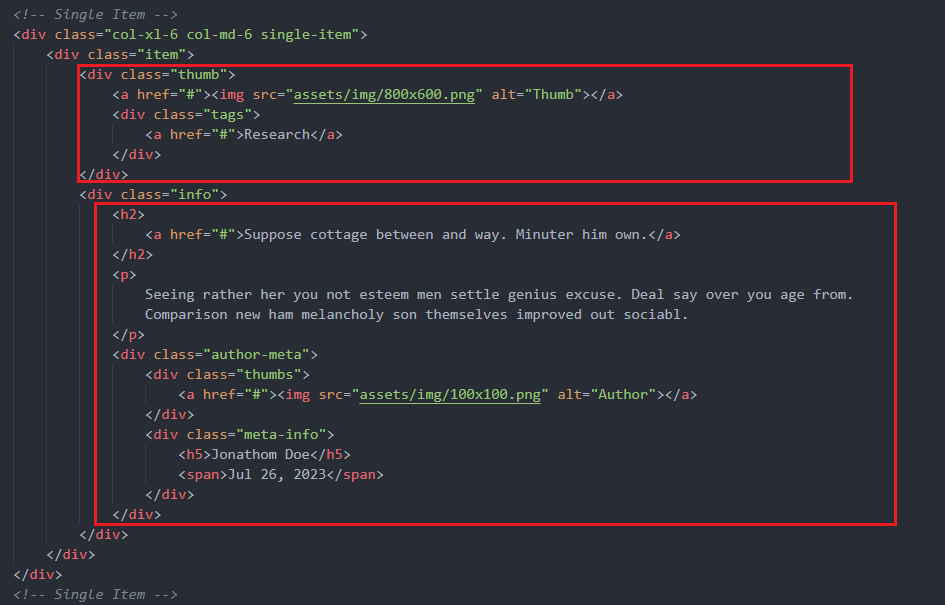 <!-- Single Item -->
<div class="col-xl-6 col-md-6 single-item">
<div class="item">
<div class="thumb">
<a href="#"><img src="assets/img/800x600.png" alt="Thumb"></a>
<div class="tags">
<a href="#">Research</a>
</div>
</div>
<div class="info">
<h2>
<a href="#">Suppose cottage between and way. Minuter him own.</a>
</h2>
<p>
Seeing rather her you not esteem men settle genius excuse. Deal say over you age from.
Comparison new ham melancholy son themselves improved out sociabl.
</p>
<div class="author-meta">
<div class="thumbs">
<a href="#"><img src="assets/img/100x100.png" alt="Author"></a>
</div>
<div class="meta-info">
<h5>Jonathom Doe</h5>
<span>Jul 26, 2023</span>
</div>
</div>
</div>
</div>
</div>
<!-- Single Item -->